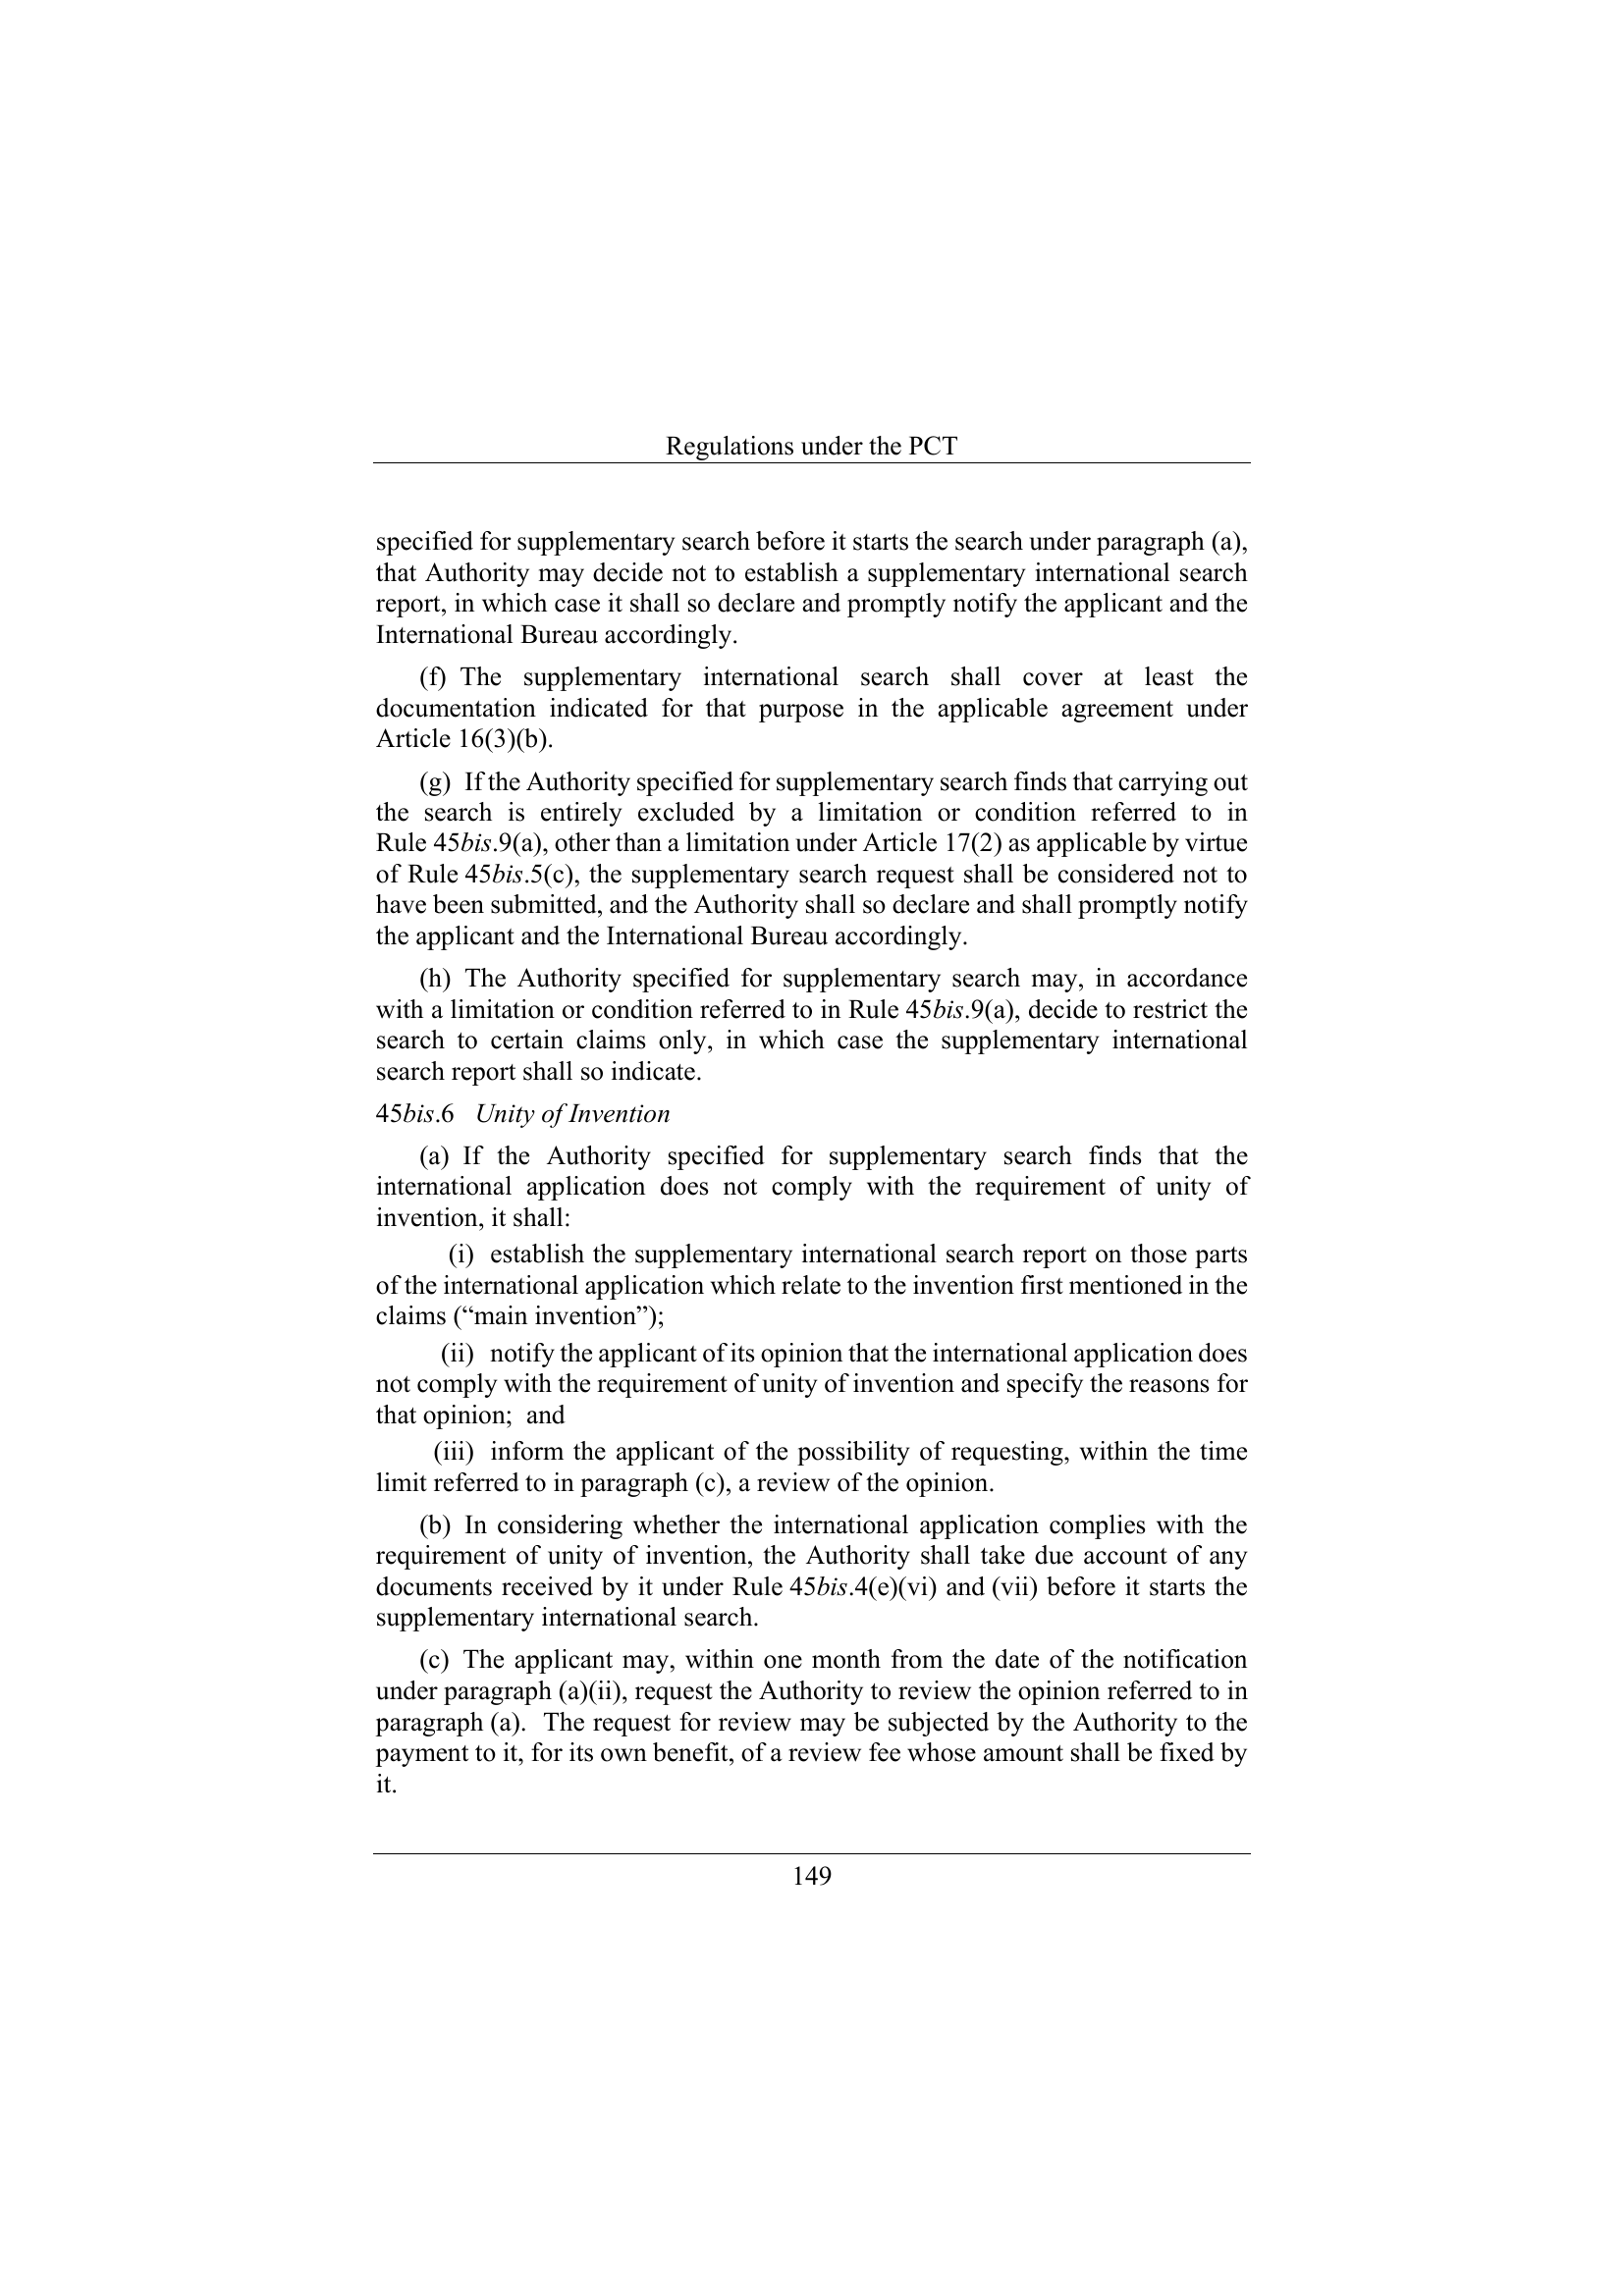 Regulations under the PCT
specified for supplementary search before it starts the search under paragraph (a),
that Authority may decide not to establish a supplementary international search
report, in which case it shall so declare and promptly notify the applicant and the
International Bureau accordingly.
(f) The supplementary international search shall cover at least the
documentation indicated for that purpose in the applicable agreement under
Article 16(3)(b).
(g) If the Authority specified for supplementary search finds that carrying out
the search is entirely excluded by a limitation or condition referred to in
Rule 45bis.9(a), other than a limitation under Article 17(2) as applicable by virtue
of Rule 45bis.5(c), the supplementary search request shall be considered not to
have been submitted, and the Authority shall so declare and shall promptly notify
the applicant and the International Bureau accordingly.
(h) The Authority specified for supplementary search may, in accordance
with a limitation or condition referred to in Rule 45bis.9(a), decide to restrict the
search to certain claims only, in which case the supplementary international
search report shall so indicate.
45bis.6 Unity of Invention
(a) If the Authority specified for supplementary search finds that the
international application does not comply with the requirement of unity of
invention, it shall:
(i) establish the supplementary international search report on those parts
of the international application which relate to the invention first mentioned in the
claims (“main invention”);
(ii) notify the applicant of its opinion that the international application does
not comply with the requirement of unity of invention and specify the reasons for
that opinion; and
(iii) inform the applicant of the possibility of requesting, within the time
limit referred to in paragraph (c), a review of the opinion.
(b) In considering whether the international application complies with the
requirement of unity of invention, the Authority shall take due account of any
documents received by it under Rule 45bis.4(e)(vi) and (vii) before it starts the
supplementary international search.
(c) The applicant may, within one month from the date of the notification
under paragraph (a)(ii), request the Authority to review the opinion referred to in
paragraph (a). The request for review may be subjected by the Authority to the
payment to it, for its own benefit, of a review fee whose amount shall be fixed by
it.
149